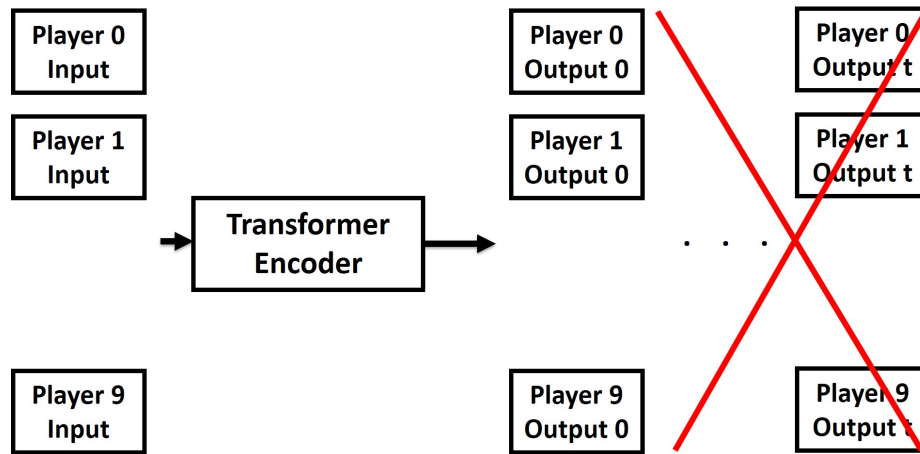 Player 0
Input
Player 1
Input
Player 9
Input
Transformer
Encoder
Player 0
Output 0
Player 1
Output 0
Player 9
Output 0
. . .
Player 0
Output t
Player 1
Output t
Player 9
Output t